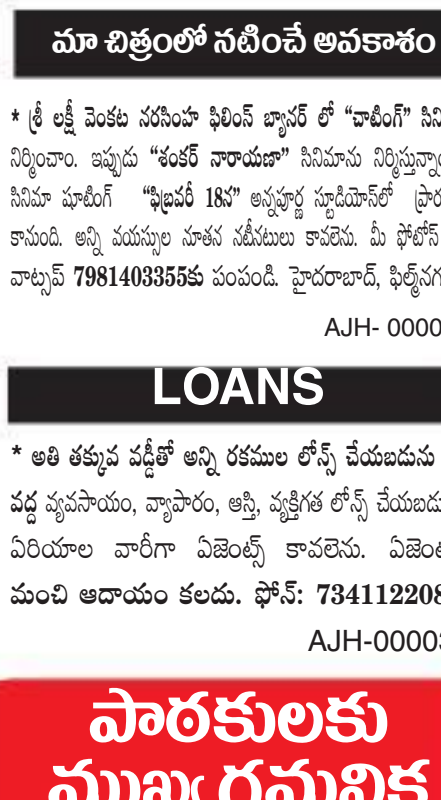 మా చిత్రంలో నటించే అవకాశం
* శ్రీ లక్ష్మీ వెంకట నరసింహ ఫిలింస్ బ్యానర్ లో “చాటింగ్”
నిర్మించాం. ఇప్పుడు “శంకర్ నారాయణా” సినిమాను
సినిమా షూటింగ్ “ఫిబ్రవరీ 18న” అన్నపూర్ణ స్టూడియోస్‌లో
కానుంది. అన్ని వయస్సుల నూతన నటీనటులు కావలెను. మీ ఫోటోస్
వాట్సప్ 7981403355కు పంపండి. హైదరాబాద్,
AJH- 0000
LOANS
* అతి తక్కువ వడ్డీతో అన్ని రకముల లోన్స్ చేయబడును
వద్ద వ్యవసాయం, వ్యాపారం, ఆస్తి, వ్యక్తిగత లోన్స్
ఏరియాల వారీగా ఏజెంట్స్ కావలెను.
మంచి ఆదాయం కలదు. ఫోన్: 734112208
AJH-0000
పాఠకులకు